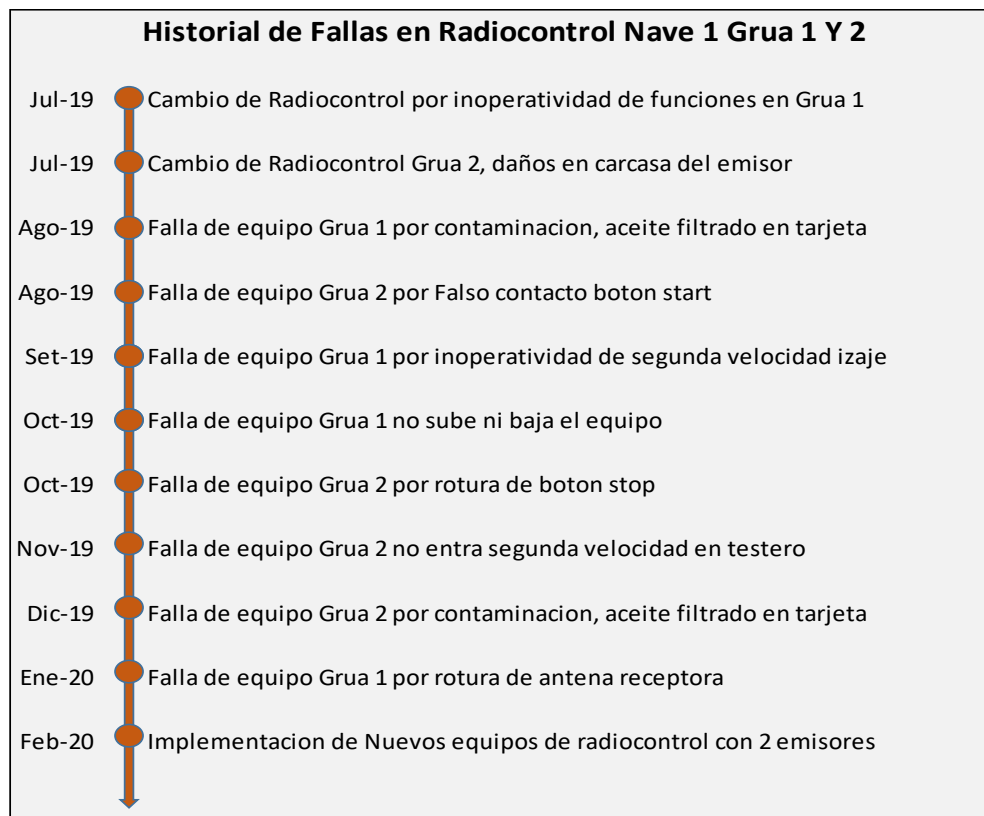 Historial de Fallas en Radiocontrol Nave 1 Grua 1 Y 2
Jul-19 Cambio de Radiocontrol por inoperatividad de funciones en Grua 1
Jul-19 Cambio de Radiocontrol Grua 2, daños en carcasa del emisor
Ago-19 Falla de equipo Grua 1 por contaminacion, aceite filtrado en tarjeta
Ago-19 Falla de equipo Grua 2 por Falso contacto boton start
Set-19 Falla de equipo Grua 1 por inoperatividad de segunda velocidad izaje
Oct-19 Falla de equipo Grua 1 no sube ni baja el equipo
Oct-19 Falla de equipo Grua 2 por rotura de boton stop
Nov-19 Falla de equipo Grua 2 no entra segunda velocidad en testero
Dic-19 Falla de equipo Grua 2 por contaminacion, aceite filtrado en tarjeta
Ene-20 Falla de equipo Grua 1 por rotura de antena receptora
Feb-20 Implementacion de Nuevos equipos de radiocontrol con 2 emisores